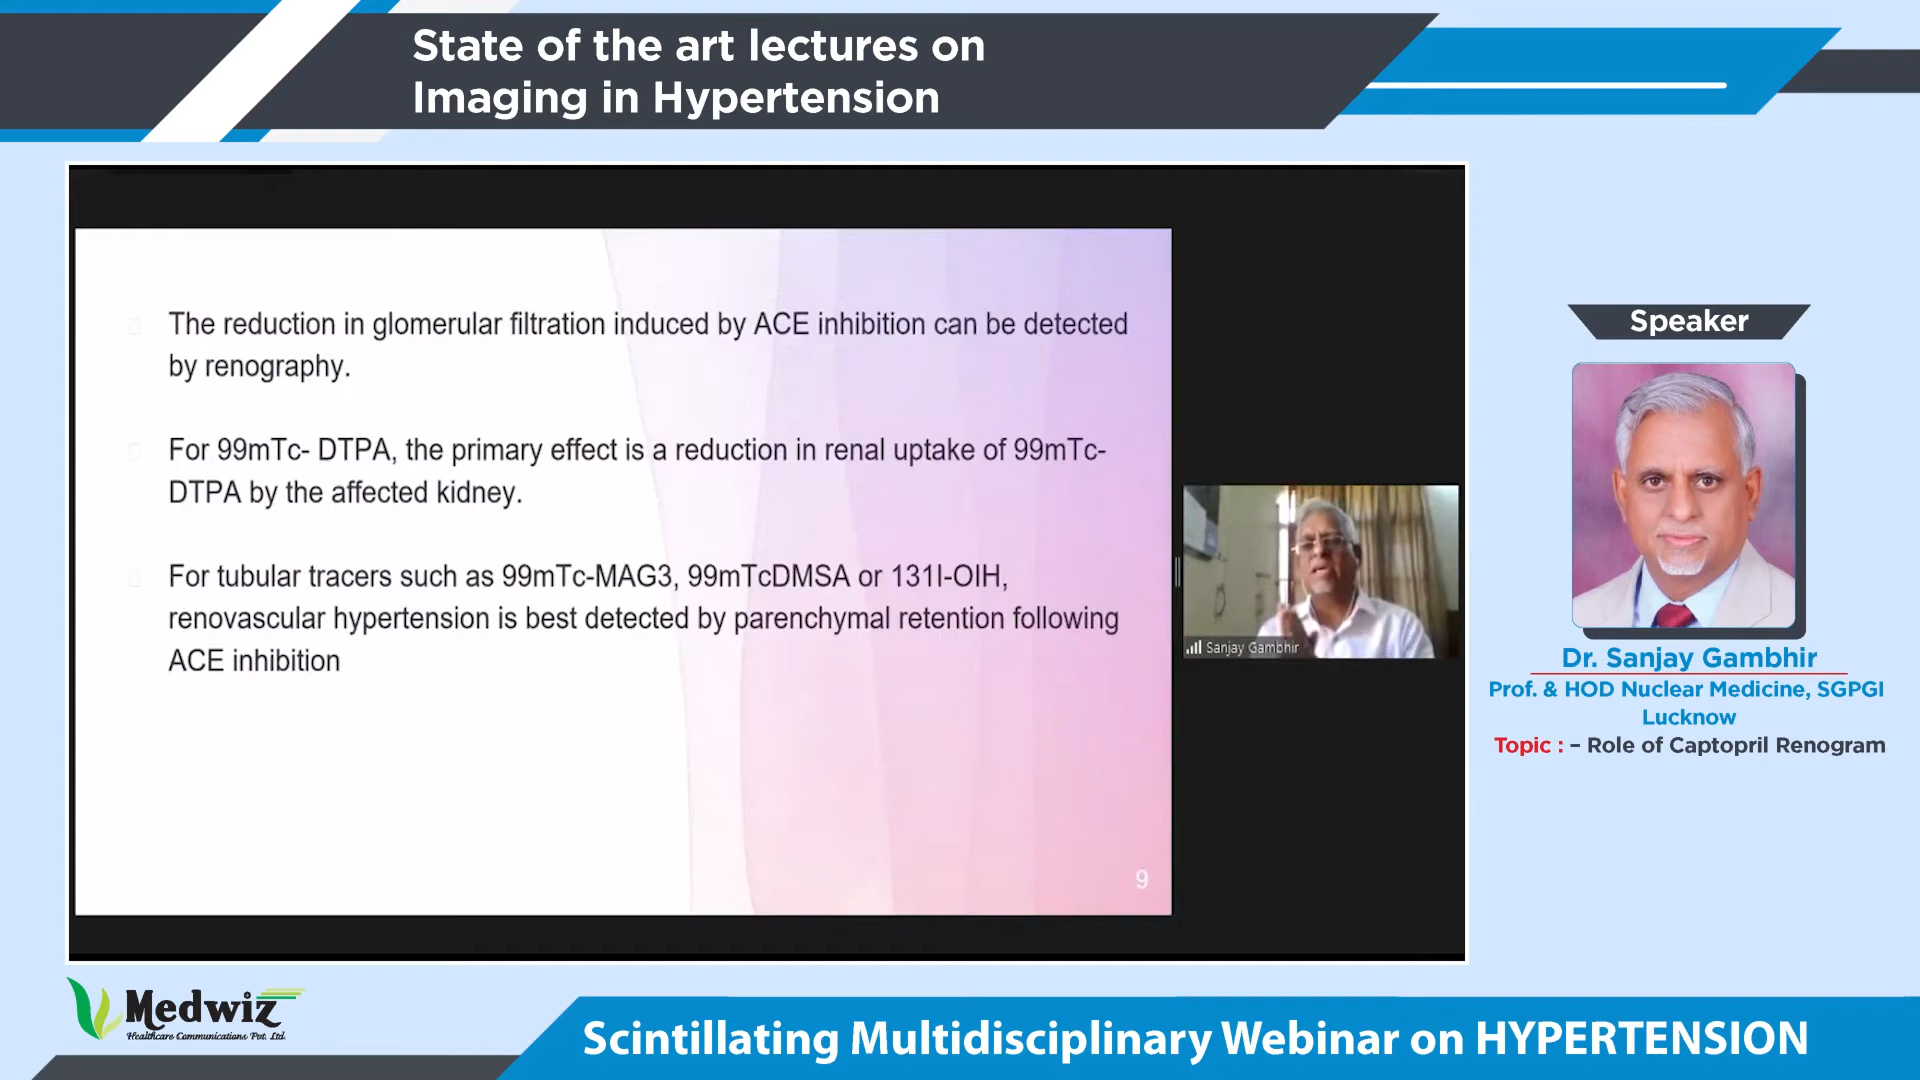 State of the art lectures on
Imaging in Hypertension
The reduction in glomerular filtration induced by ACE inhibition can be detected
by renography.
For 99mTc- DTPA, the primary effect is a reduction in renal uptake of 99mTc-
DTPA by the affected kidney.
For tubular tracers such as 99mTc-MAG3, 99mTcDMSA or 131I-OIH,
renovascular hypertension is best detected by parenchymal retention following
ACE inhibition
9
Sanjay Gambhir
Speaker
Dr. Sanjay Gambhir
Prof. & HOD Nuclear Medicine, SGPGI
Lucknow
Topic : – Role of Captopril Renogram
Medwiz
Healthcare Communications Pvt. Ltd.
Scintillating Multidisciplinary Webinar on HYPERTENSION